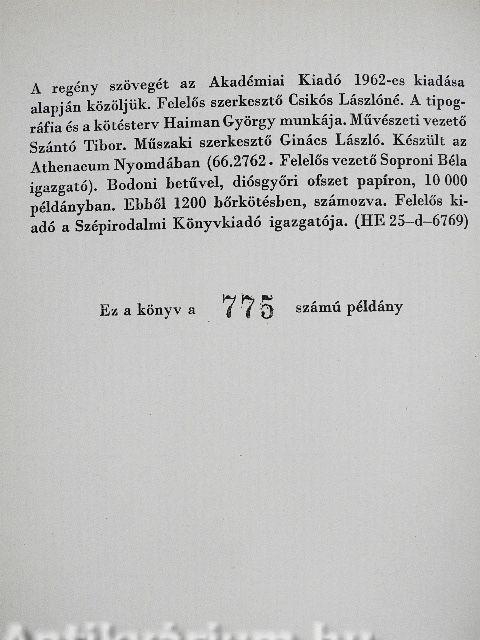 A regény szövegét az Akadémiai Kiadó 1962-es kiadása
alapján közöljük. Felelős szerkesztő Csikós Lászlóné. A tipog-
ráfia és a kötésterv Haiman György munkája. Művészeti vezető
Szántó Tibor. Műszaki szerkesztő Ginács László. Készült az
Athenaeum Nyomdában (66.2762. Felelős vezető Soproni Béla
igazgató). Bodoni betűvel, diósgyőri ofszet papíron, 10 000
példányban. Ebből 1200 bőrkötésben, számozva. Felelős ki-
adó a Szépirodalmi Könyvkiadó igazgatója. (HE 25–d–6769)
Ez a könyv a 775 számú példány
Antikvárium.hu